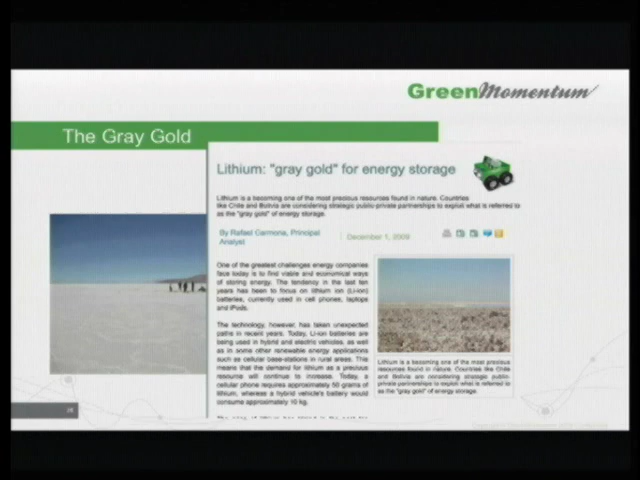 GreenMomentum
The Gray Gold
Lithium: "gray gold" for energy storage
Lithium is a becoming one of the most precious resources found in nature. Countries
like Chile and Bolivia are considering strategic public-private partnerships to exploit what is referred to
as the "gray gold" of energy storage.
By Rafael Carmona, Principal
Analyst
December 1, 2009
One of the greatest challenges energy companies
face today is to find viable and economical ways
of storing energy. The tendency in the last ten
years has been to focus on lithium ion (Li-ion)
batteries, currently used in cell phones, laptops
and iPods.
The technology, however, has taken unexpected
paths in recent years. Today, Li-ion batteries are
being used in hybrid and electric vehicles, as well
as in some other renewable energy applications
such as cellular base-stations in rural areas. This
means that the demand for lithium as a precious
resource will continue to increase. Today, a
cellular phone requires approximately 50 grams of
lithium, whereas a hybrid vehicle's battery would
consume approximately 10 kg.
Lithium is a becoming one of the most precious
resources found in nature. Countries like Chile
and Bolivia are considering strategic public-
private partnerships to exploit what is referred to
as the "gray gold" of energy storage.